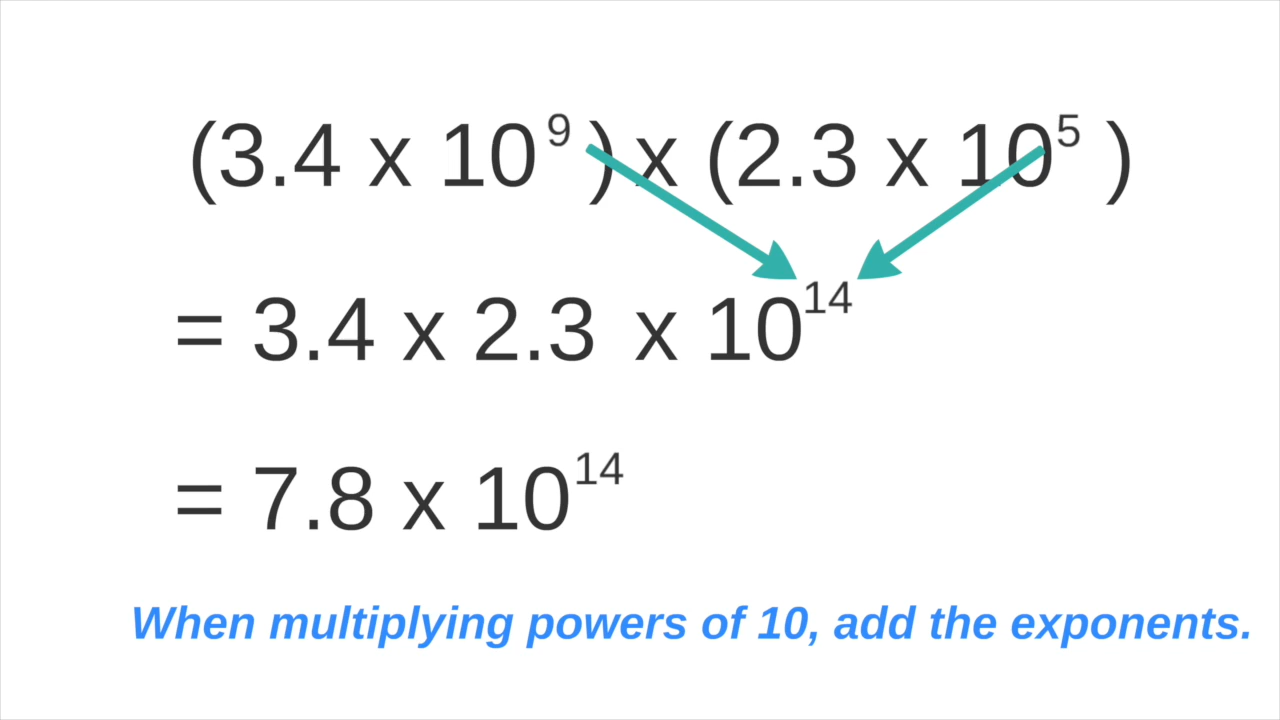 (3.4 x 10⁹) x (2.3 x 10⁵ )
= 3.4 x 2.3 x 10¹⁴
= 7.8 x 10¹⁴
When multiplying powers of 10, add the exponents.